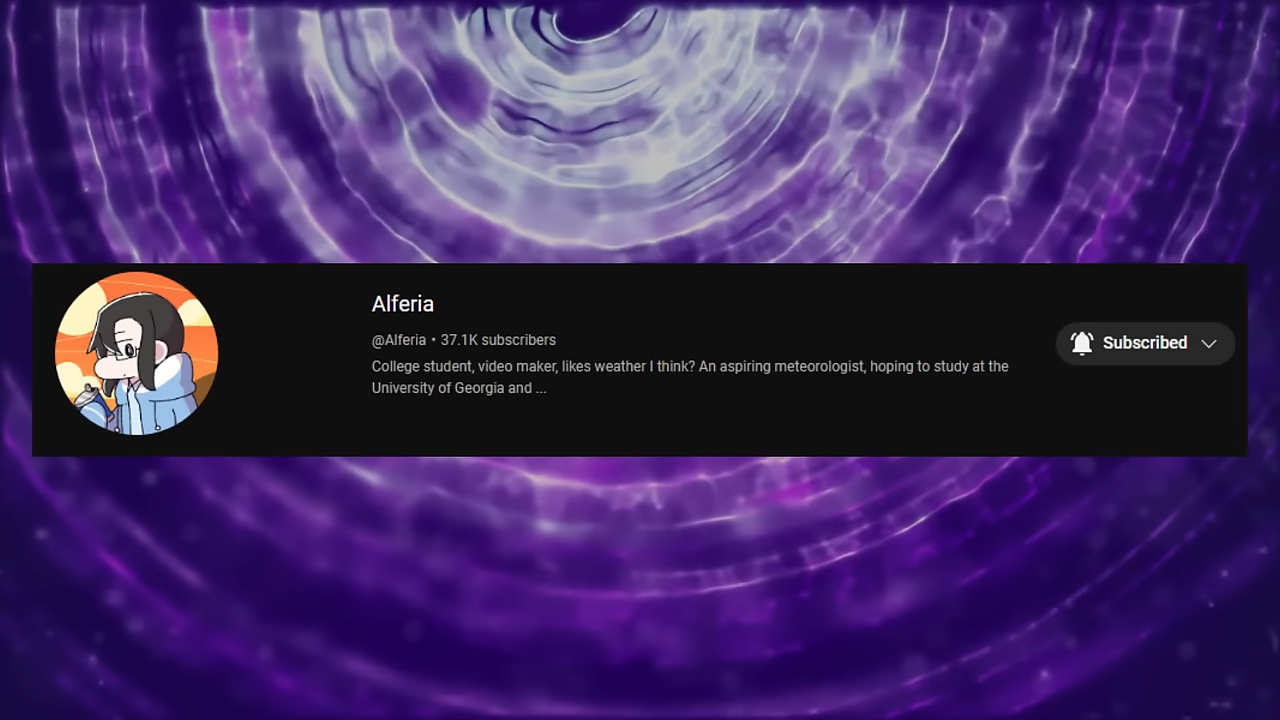 Alferia
@Alferia • 37.1K subscribers
Subscribed
College student, video maker, likes weather I think? An aspiring meteorologist, hoping to study at the
University of Georgia and ...